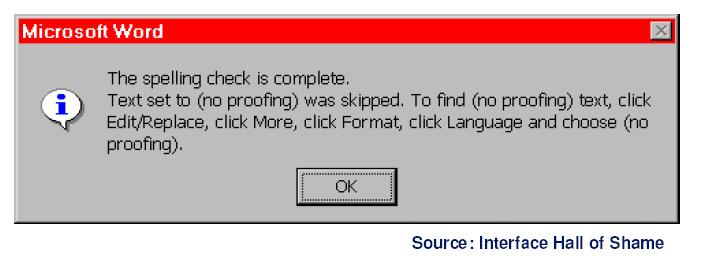 Microsoft Word
The spelling check is complete.
Text set to (no proofing) was skipped. To find (no proofing) text, click
Edit/Replace, click More, click Format, click Language and choose (no
proofing).
OK
Source: Interface Hall of Shame